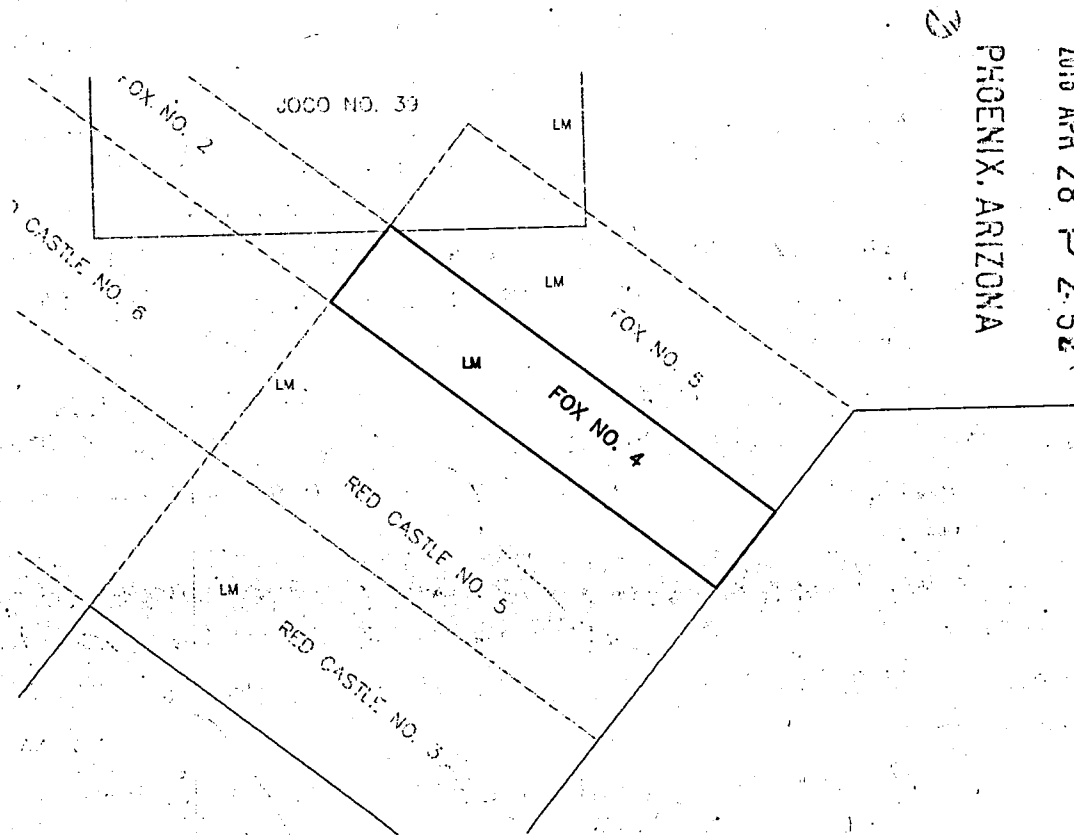 PHOENIX, ARIZONA
FOX NO. 2
JOCO NO. 39
LM
CASTLE NO. 6
LM
FOX NO. 5
LM
FOX NO. 4
LM
RED CASTLE NO. 5
LM
RED CASTLE NO. 3